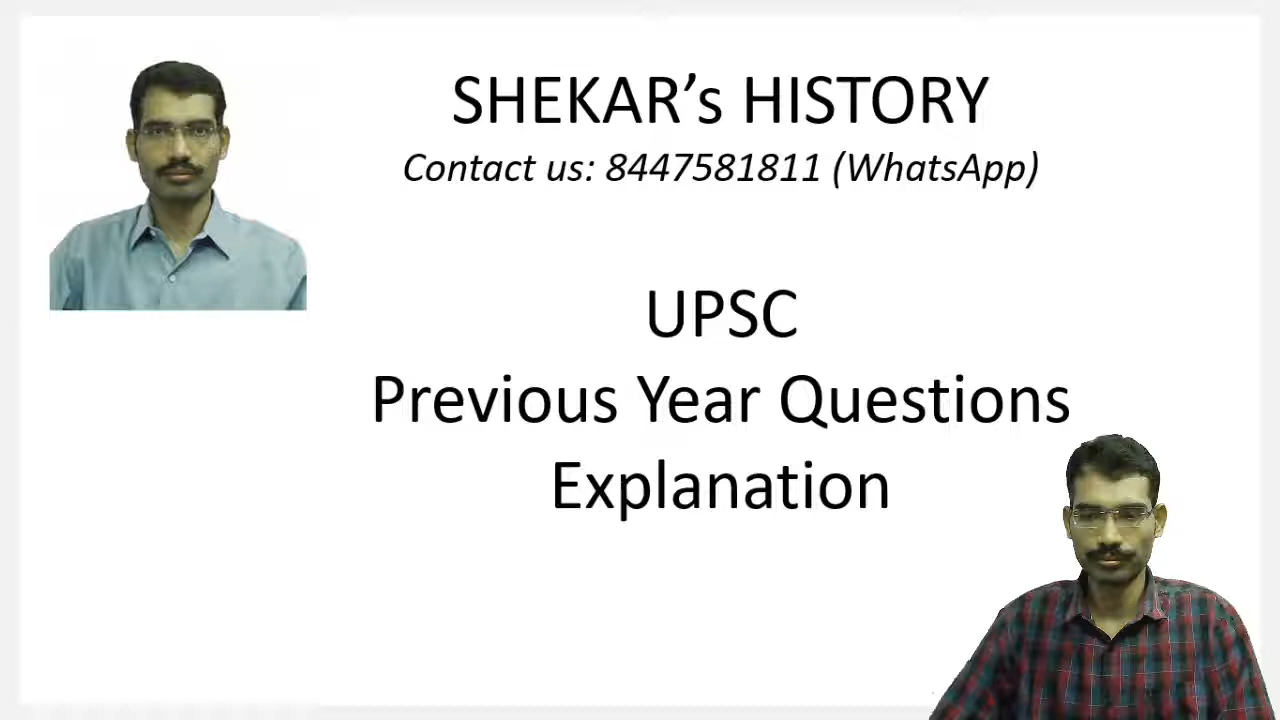 SHEKAR’s HISTORY
Contact us: 8447581811 (WhatsApp)
UPSC
Previous Year Questions
Explanation